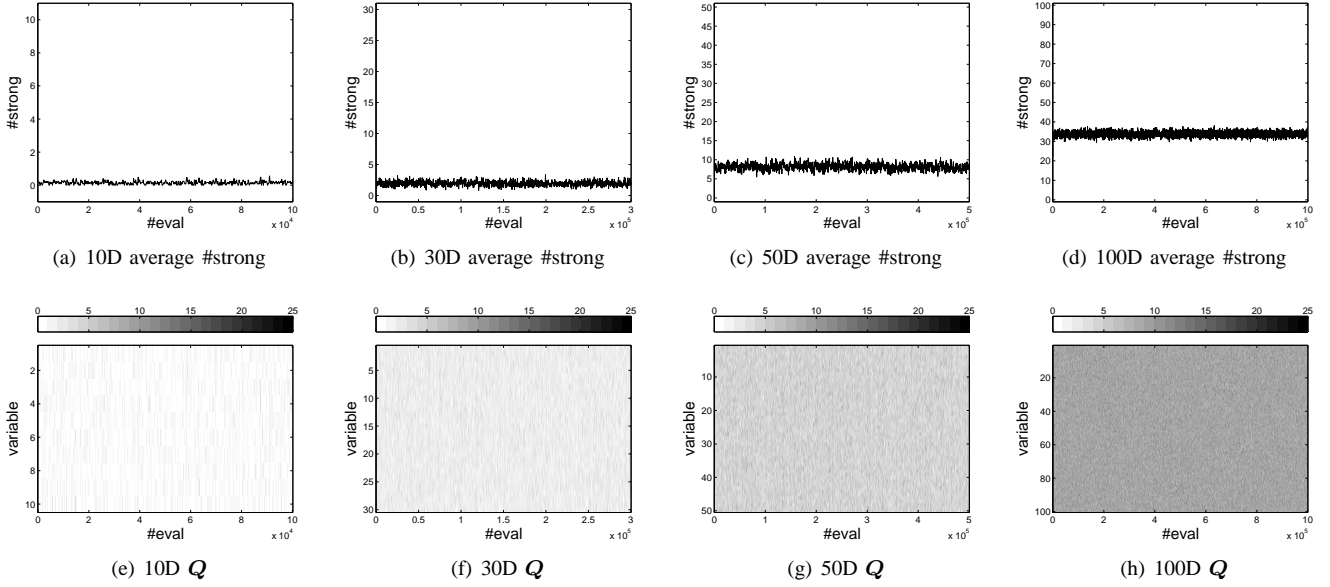 10
8
6
4
2
0
#strong
0 2 4 6 8 10
#eval
x 10^4
(a) 10D average #strong
30
25
20
15
10
5
0
#strong
0 0.5 1 1.5 2 2.5 3
#eval
x 10^5
(b) 30D average #strong
50
45
40
35
30
25
20
15
10
5
0
#strong
0 1 2 3 4 5
#eval
x 10^5
(c) 50D average #strong
100
90
80
70
60
50
40
30
20
10
0
#strong
0 2 4 6 8 10
#eval
x 10^5
(d) 100D average #strong
0 5 10 15 20 25
2
4
6
8
10
variable
0 2 4 6 8 10
#eval
x 10^4
(e) 10D Q
0 5 10 15 20 25
5
10
15
20
25
30
variable
0 0.5 1 1.5 2 2.5 3
#eval
x 10^5
(f) 30D Q
0 5 10 15 20 25
10
20
30
40
50
variable
0 1 2 3 4 5
#eval
x 10^5
(g) 50D Q
0 5 10 15 20 25
20
40
60
80
100
variable
0 2 4 6 8 10
#eval
x 10^5
(h) 100D Q